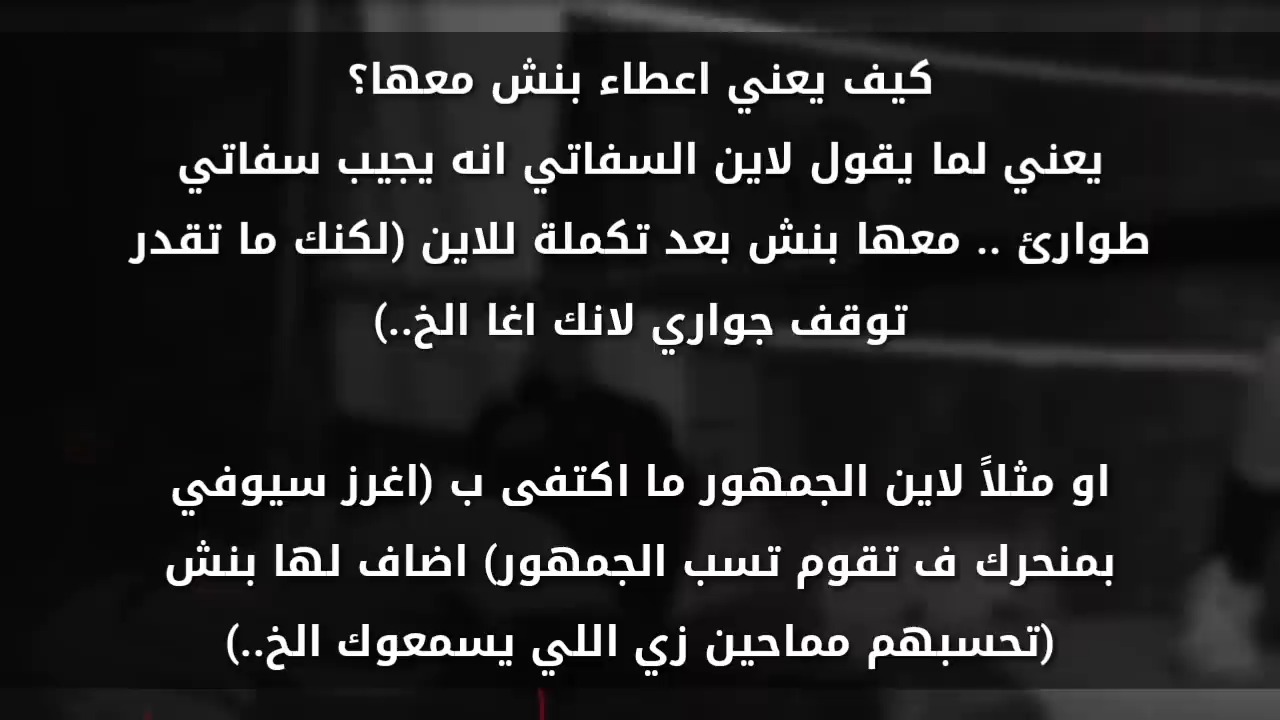 كيف يعني اعطاء بنش معها؟
يعني لما يقول لاين السفاتي انه يجيب سفاتي
طوارئ .. معها بنش بعد تكملة للاين (لكنك ما تقدر
توقف جواري لانك اغا الخ..)
او مثلاً لاين الجمهور ما اكتفى ب (اغرز سيوفي
بمنحرك ف تقوم تسب الجمهور) اضاف لها بنش
(تحسبهم مماحين زي اللي يسمعوك الخ..)